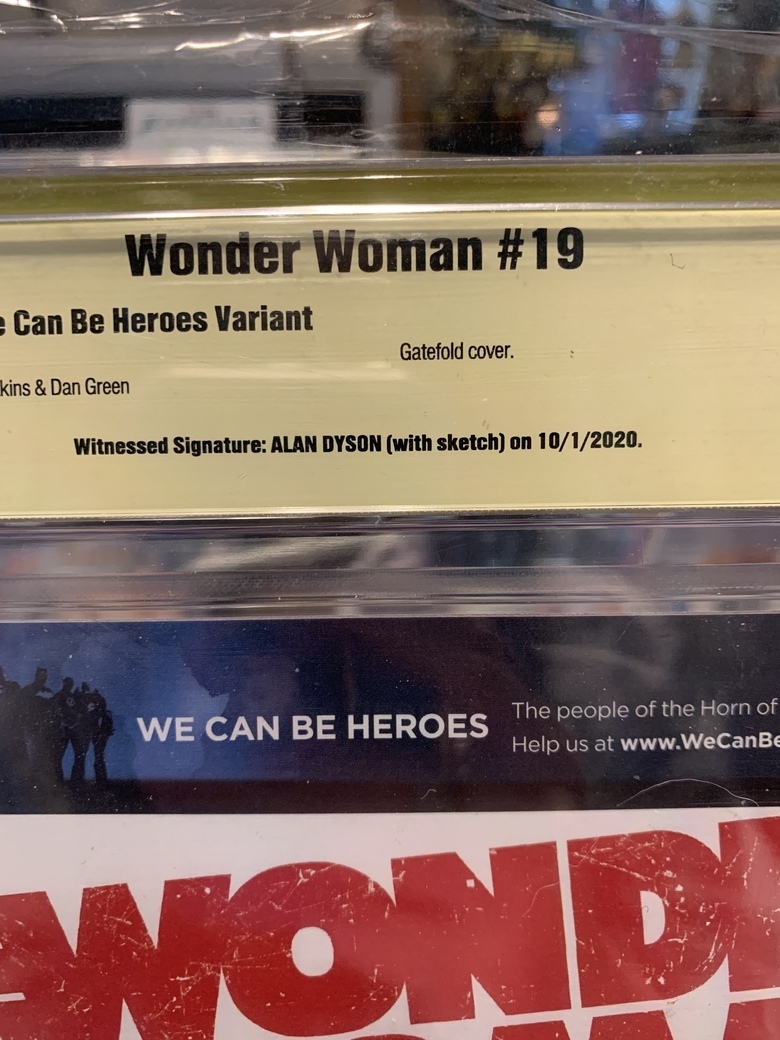 Wonder Woman #19
e Can Be Heroes Variant
Gatefold cover.
kins & Dan Green
Witnessed Signature: ALAN DYSON (with sketch) on 10/1/2020.
WE CAN BE HEROES
The people of the Horn of
Help us at www.WeCanBe
WOND